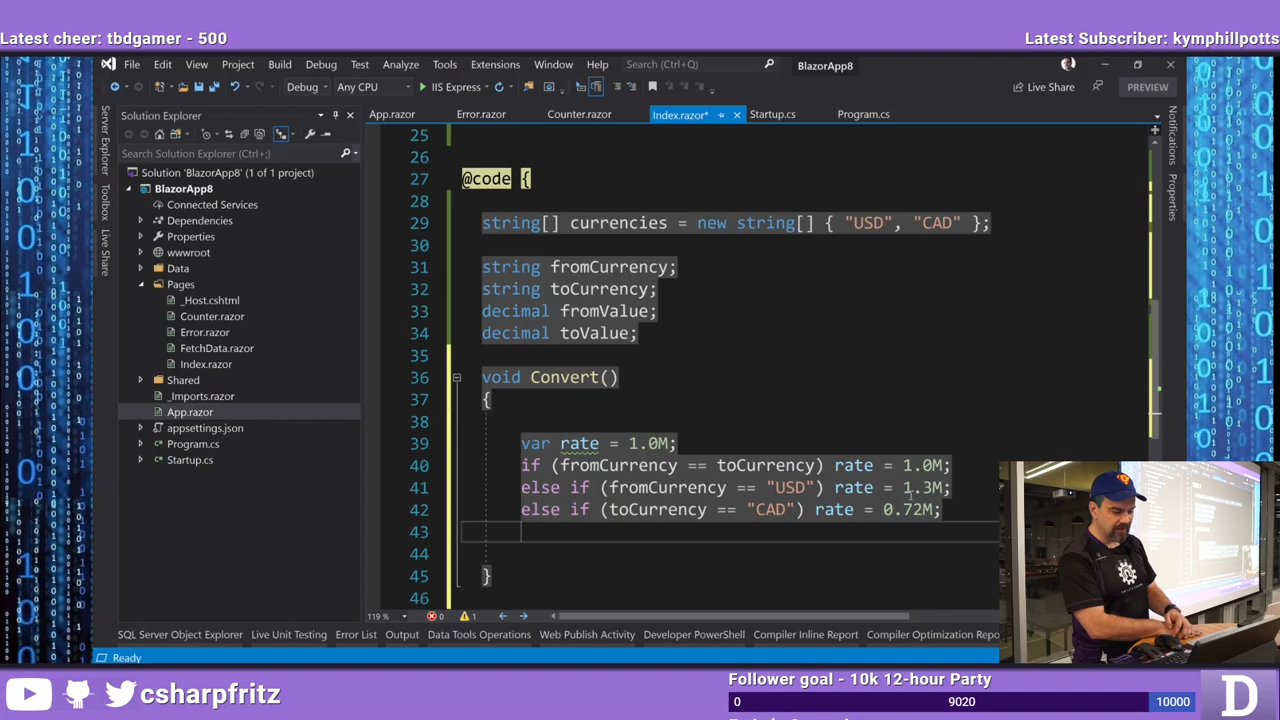 Latest cheer: tbdgamer - 500
Latest Subscriber: kymphillpotts
File Edit View Project Build Debug Test Analyze Tools Extensions Window Help Search (Ctrl+Q) BlazorApp8
Debug Any CPU IIS Express Live Share PREVIEW
Server Explorer
Toolbox
Live Share
Solution Explorer
Search Solution Explorer (Ctrl+;)
Solution 'BlazorApp8' (1 of 1 project)
BlazorApp8
Connected Services
Dependencies
Properties
wwwroot
Data
Pages
_Host.cshtml
Counter.razor
Error.razor
FetchData.razor
Index.razor
Shared
_Imports.razor
App.razor
appsettings.json
Program.cs
Startup.cs
App.razor Error.razor Counter.razor Index.razor* Startup.cs Program.cs
25
26
27 @code {
28
29 string[] currencies = new string[] { "USD", "CAD" };
30
31 string fromCurrency;
32 string toCurrency;
33 decimal fromValue;
34 decimal toValue;
35
36 void Convert()
37 {
38
39 var rate = 1.0M;
40 if (fromCurrency == toCurrency) rate = 1.0M;
41 else if (fromCurrency == "USD") rate = 1.3M;
42 else if (toCurrency == "CAD") rate = 0.72M;
43
44
45 }
46
Notifications
Properties
119 % 0 1
SQL Server Object Explorer Live Unit Testing Error List Output Data Tools Operations Web Publish Activity Developer PowerShell Compiler Inline Report Compiler Optimization Repo
Ready
csharpfritz
Follower goal - 10k 12-hour Party
0 9020 10000
D